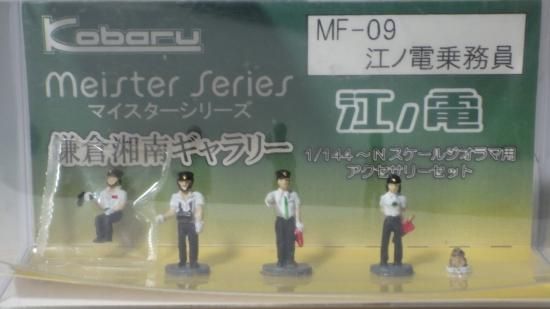 Kobaru
MF-09
江ノ電乗務員
Meister Series
マイスターシリーズ
江ノ電
鎌倉湘南ギャラリー
1/144～Nスケールジオラマ用
アクセサリーセット